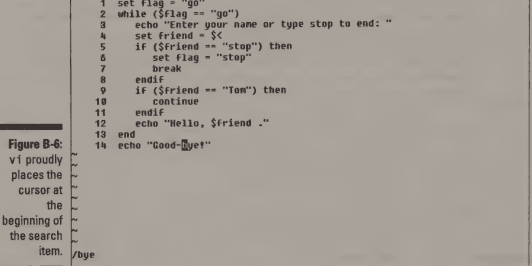 1 set flag = "go"
2 while ($flag == "go")
3 echo "Enter your name or type stop to end: "
4 set friend = $<
5 if ($friend == "stop") then
6 set flag = "stop"
7 break
8 endif
9 if ($friend == "Tom") then
10 continue
11 endif
12 echo "Hello, $friend ."
13 end
14 echo "Good-bye!"
~
~
~
~
~
~
~
/bye
Figure B-6:
vi proudly
places the
cursor at
the
beginning of
the search
item.